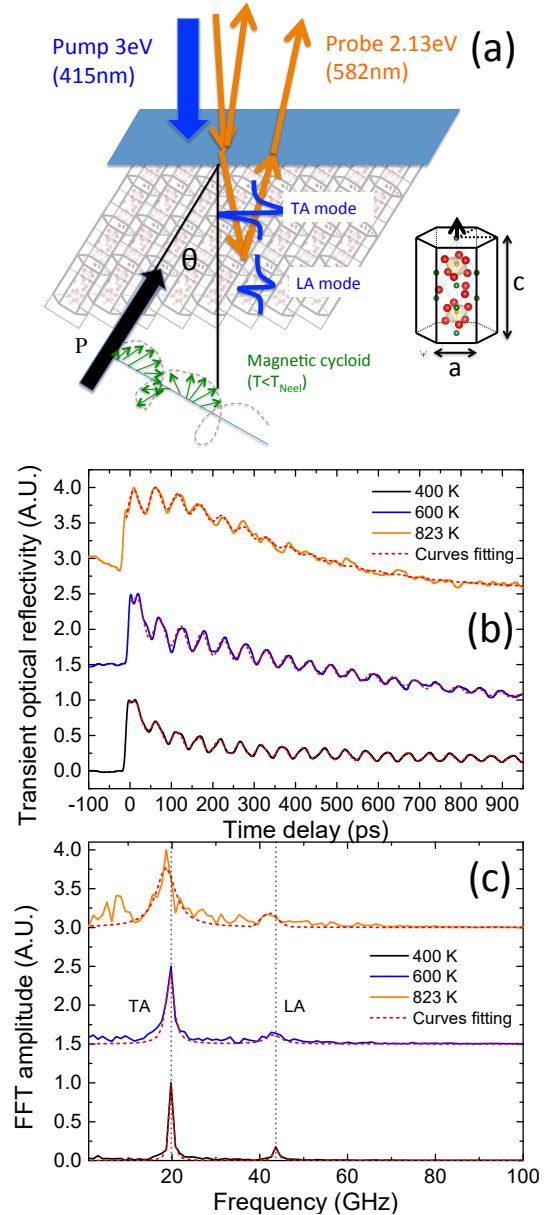 Pump 3eV
(415nm)
Probe 2.13eV
(582nm)
(a)
TA mode
θ
LA mode
P
Magnetic cycloid
(T<TNeel)
c
a
4.0
3.5
3.0
2.5
2.0
1.5
1.0
0.5
0.0
Transient optical reflectivity (A.U.)
400 K
600 K
823 K
Curves fitting
(b)
-100 0 100 200 300 400 500 600 700 800 900
Time delay (ps)
4.0
3.5
3.0
2.5
2.0
1.5
1.0
0.5
0.0
FFT amplitude (A.U.)
(c)
400 K
600 K
823 K
Curves fitting
TA
LA
20 40 60 80 100
Frequency (GHz)